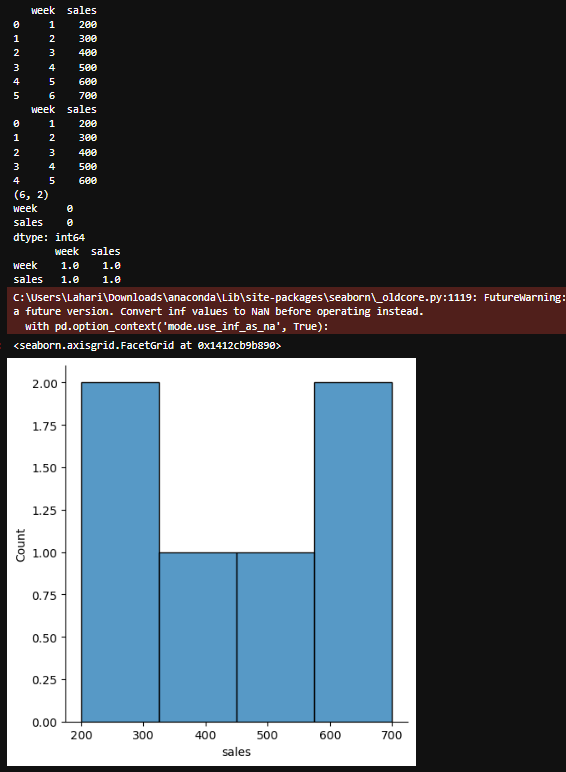 week  sales
0     1    200
1     2    300
2     3    400
3     4    500
4     5    600
5     6    700
   week  sales
0     1    200
1     2    300
2     3    400
3     4    500
4     5    600
(6, 2)
week     0
sales    0
dtype: int64
       week  sales
week    1.0    1.0
sales   1.0    1.0
C:\Users\Lahari\Downloads\anaconda\Lib\site-packages\seaborn\_oldcore.py:1119: FutureWarning:
a future version. Convert inf values to NaN before operating instead.
  with pd.option_context('mode.use_inf_as_na', True):
<seaborn.axisgrid.FacetGrid at 0x1412cb9b890>
2.00
1.75
1.50
1.25
Count
1.00
0.75
0.50
0.25
0.00
200 300 400 500 600 700
sales